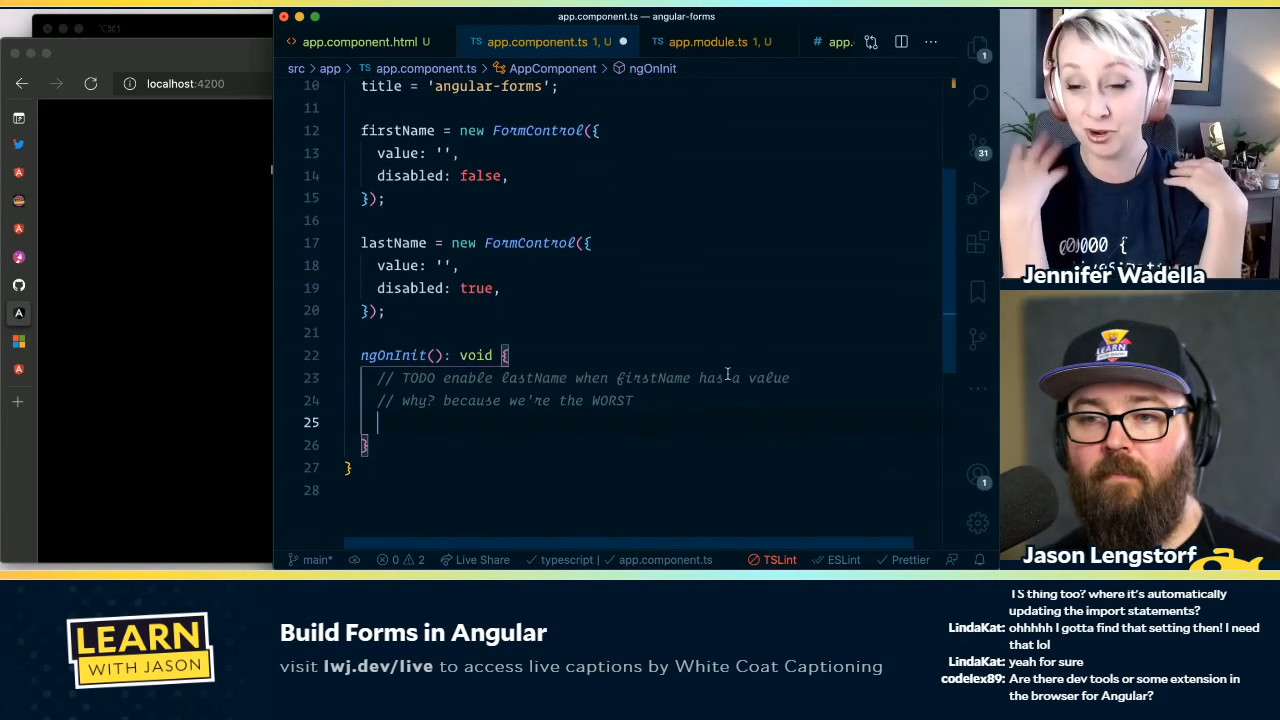 app.component.ts — angular-forms
⌥⌘1
app.component.html U
TS app.component.ts 1, U
TS app.module.ts 1, U
# app.
localhost:4200
src > app > TS app.component.ts > AppComponent > ngOnInit
10 title = 'angular-forms';
11
12 firstName = new FormControl({
13 value: '',
14 disabled: false,
15 });
16
17 lastName = new FormControl({
18 value: '',
19 disabled: true,
20 });
21
22 ngOnInit(): void {
23 // TODO enable lastName when firstName has a value
24 // why? because we're the WORST
25
26 }
27 }
28
1
31
1
main* 0 2 Live Share typescript | app.component.ts TSLint ESLint Prettier
Jennifer Wadella
LEARN
Jason Lengstorf
LEARN
WITH JASON
Build Forms in Angular
visit lwj.dev/live to access live captions by White Coat Captioning
TS thing too? where it's automatically
updating the import statements?
LindaKat: ohhhhh I gotta find that setting then! I need
that lol
LindaKat: yeah for sure
codelex89: Are there dev tools or some extension in
the browser for Angular?